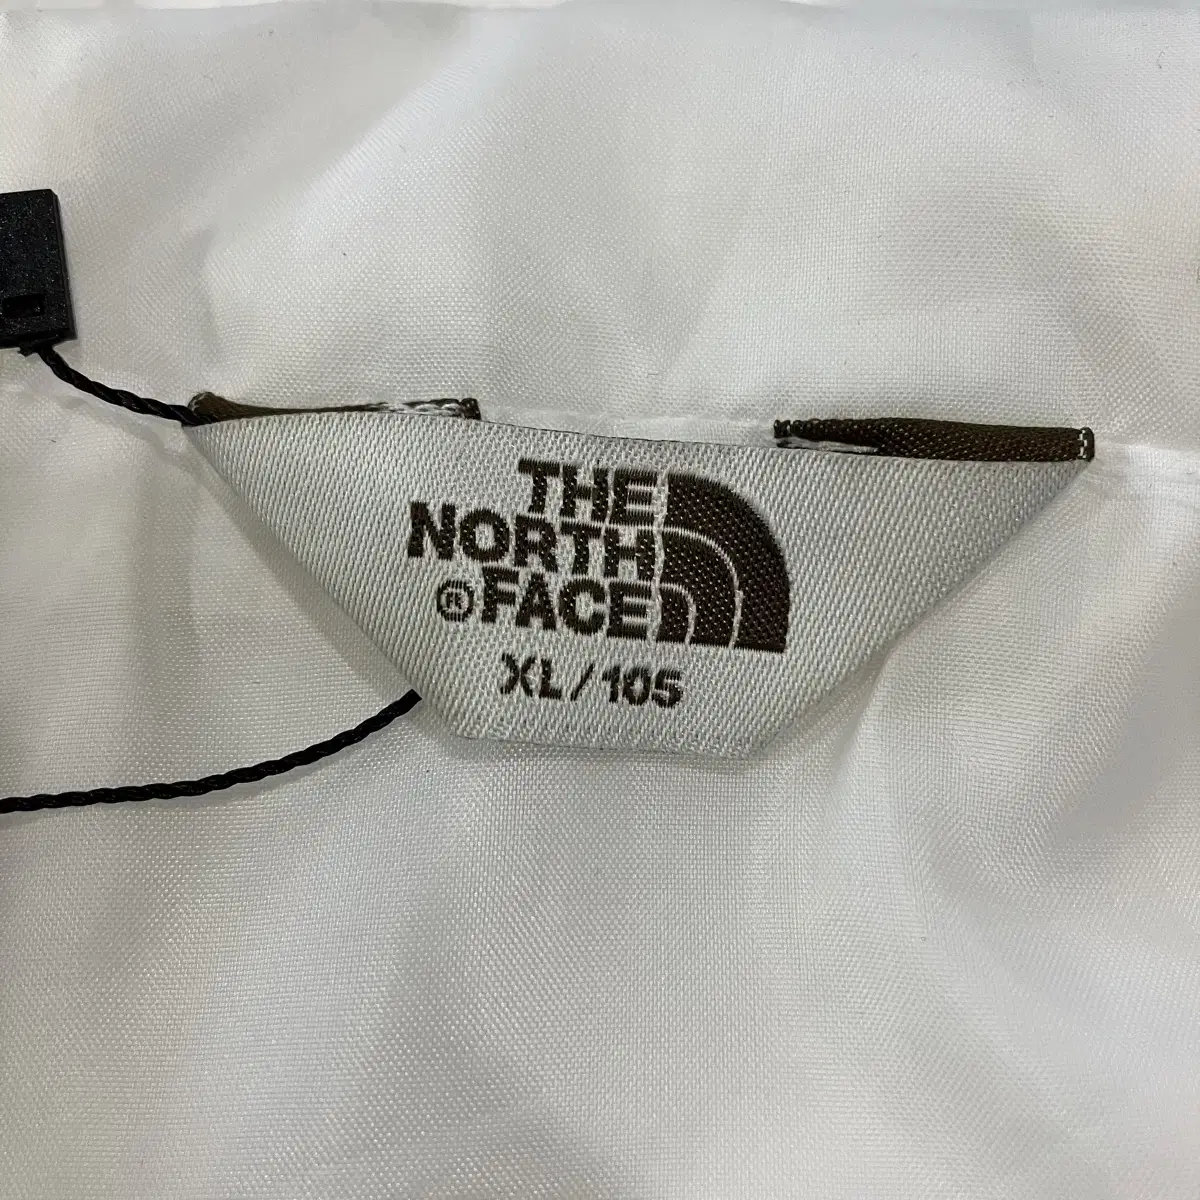 THE
NORTH
®FACE
XL/105